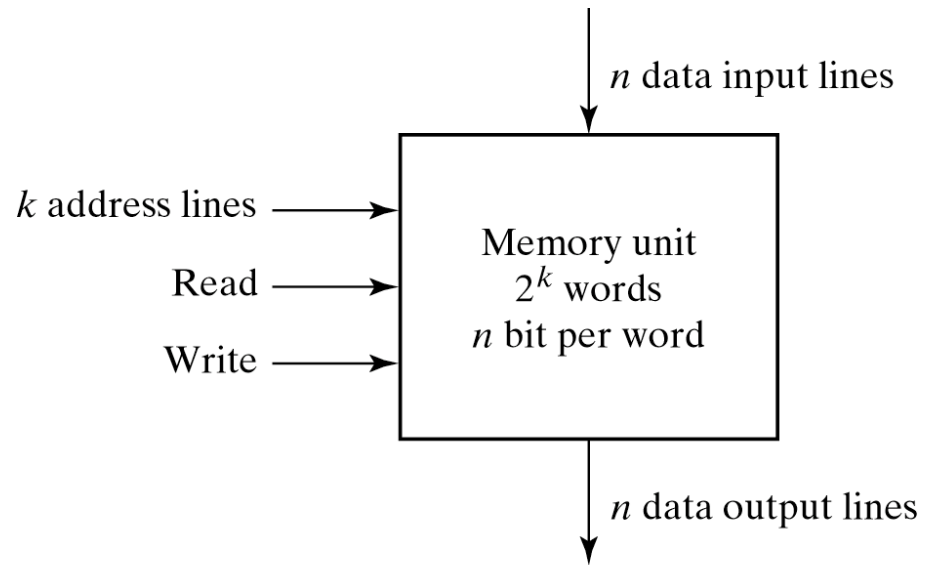 n data input lines
k address lines
Read
Write
Memory unit
2^k words
n bit per word
n data output lines